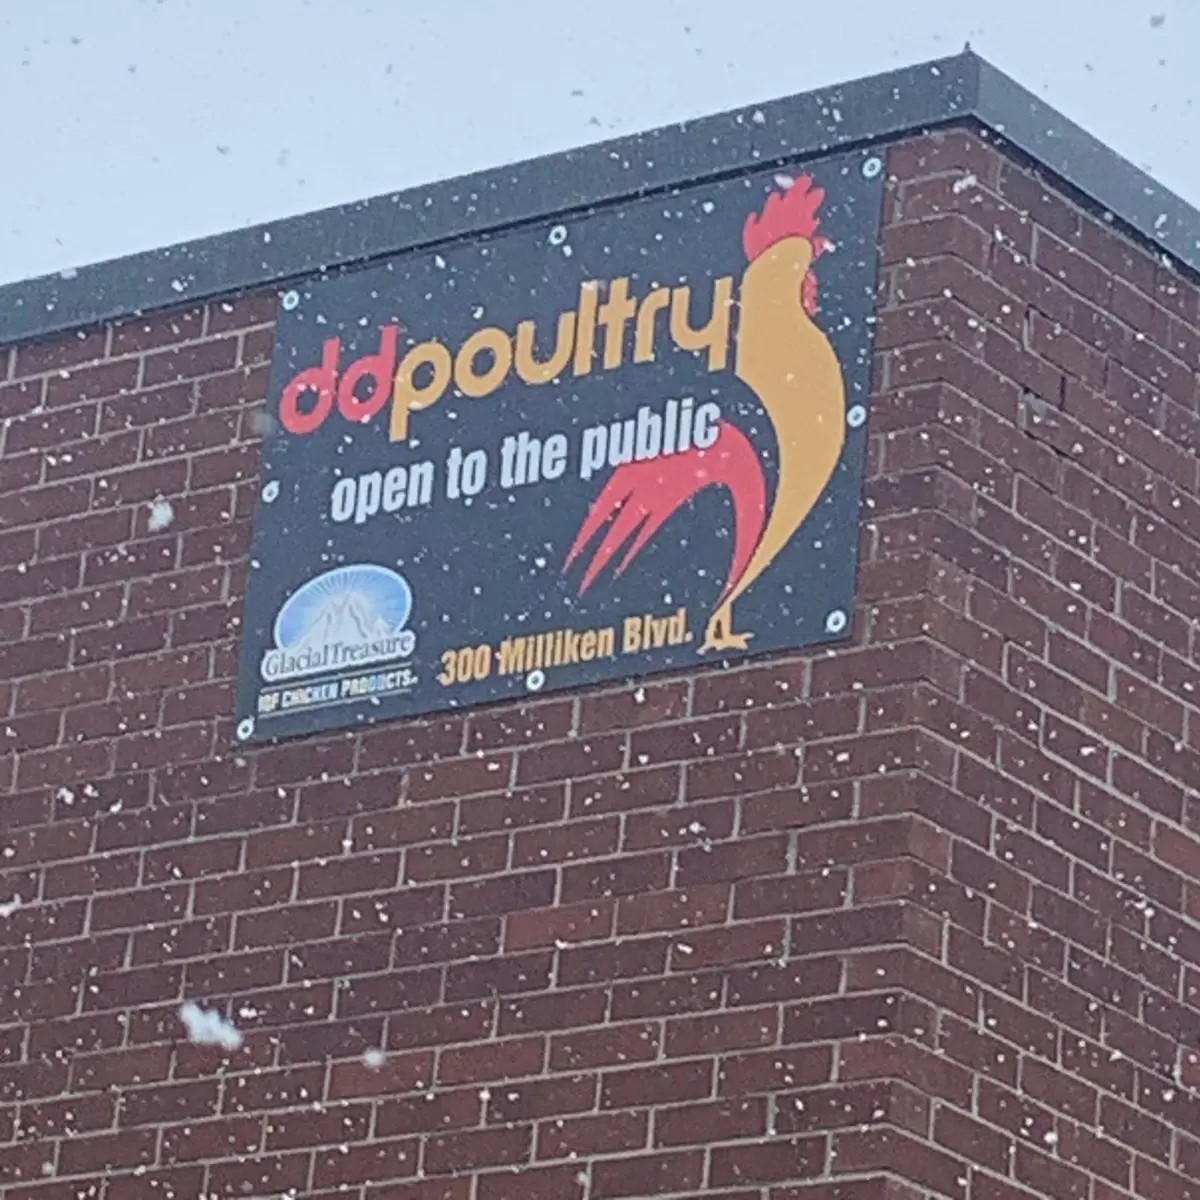 ddpoultry
open to the public
GlacialTreasure
IQF CHICKEN PRODUCTS
300 Milliken Blvd.